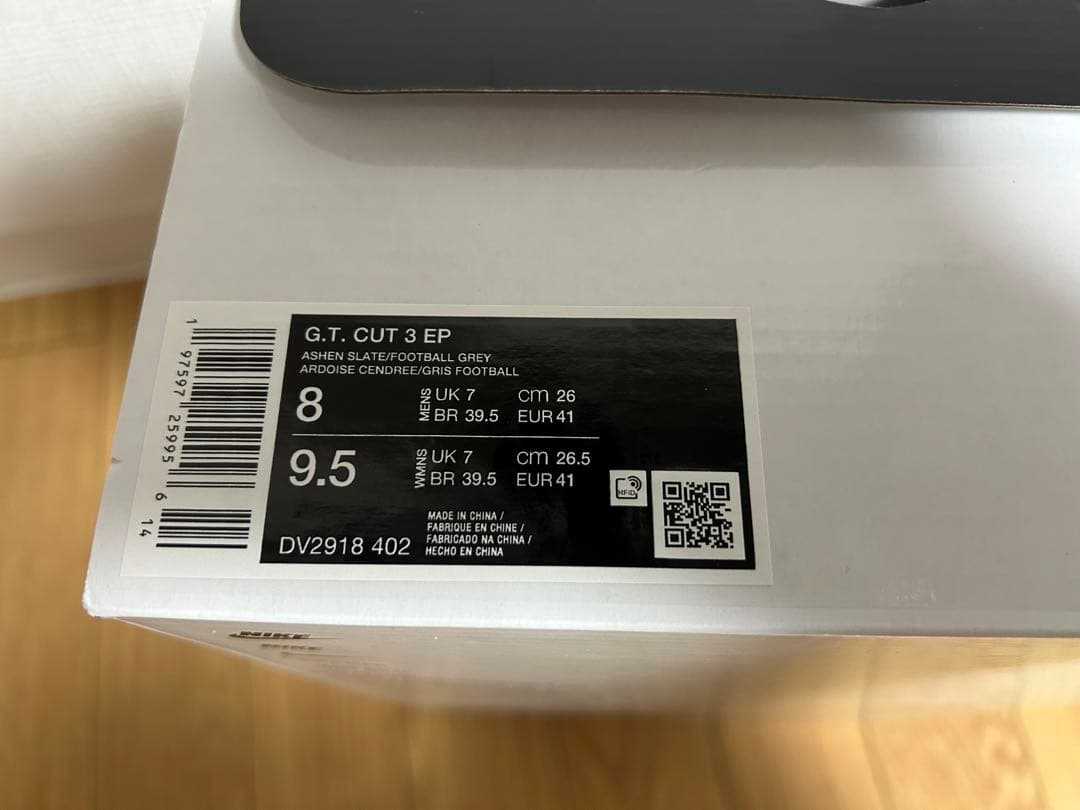 G.T. CUT 3 EP
ASHEN SLATE/FOOTBALL GREY
ARDOISE CENDREE/GRIS FOOTBALL
8 MENS UK 7 cm 26
BR 39.5 EUR 41
9.5 WMNS UK 7 cm 26.5
BR 39.5 EUR 41
DV2918 402
MADE IN CHINA /
FABRIQUE EN CHINE /
FABRICADO NA CHINA /
HECHO EN CHINA
RFID
1 97597 25995 6 14
NIKE
NIKE